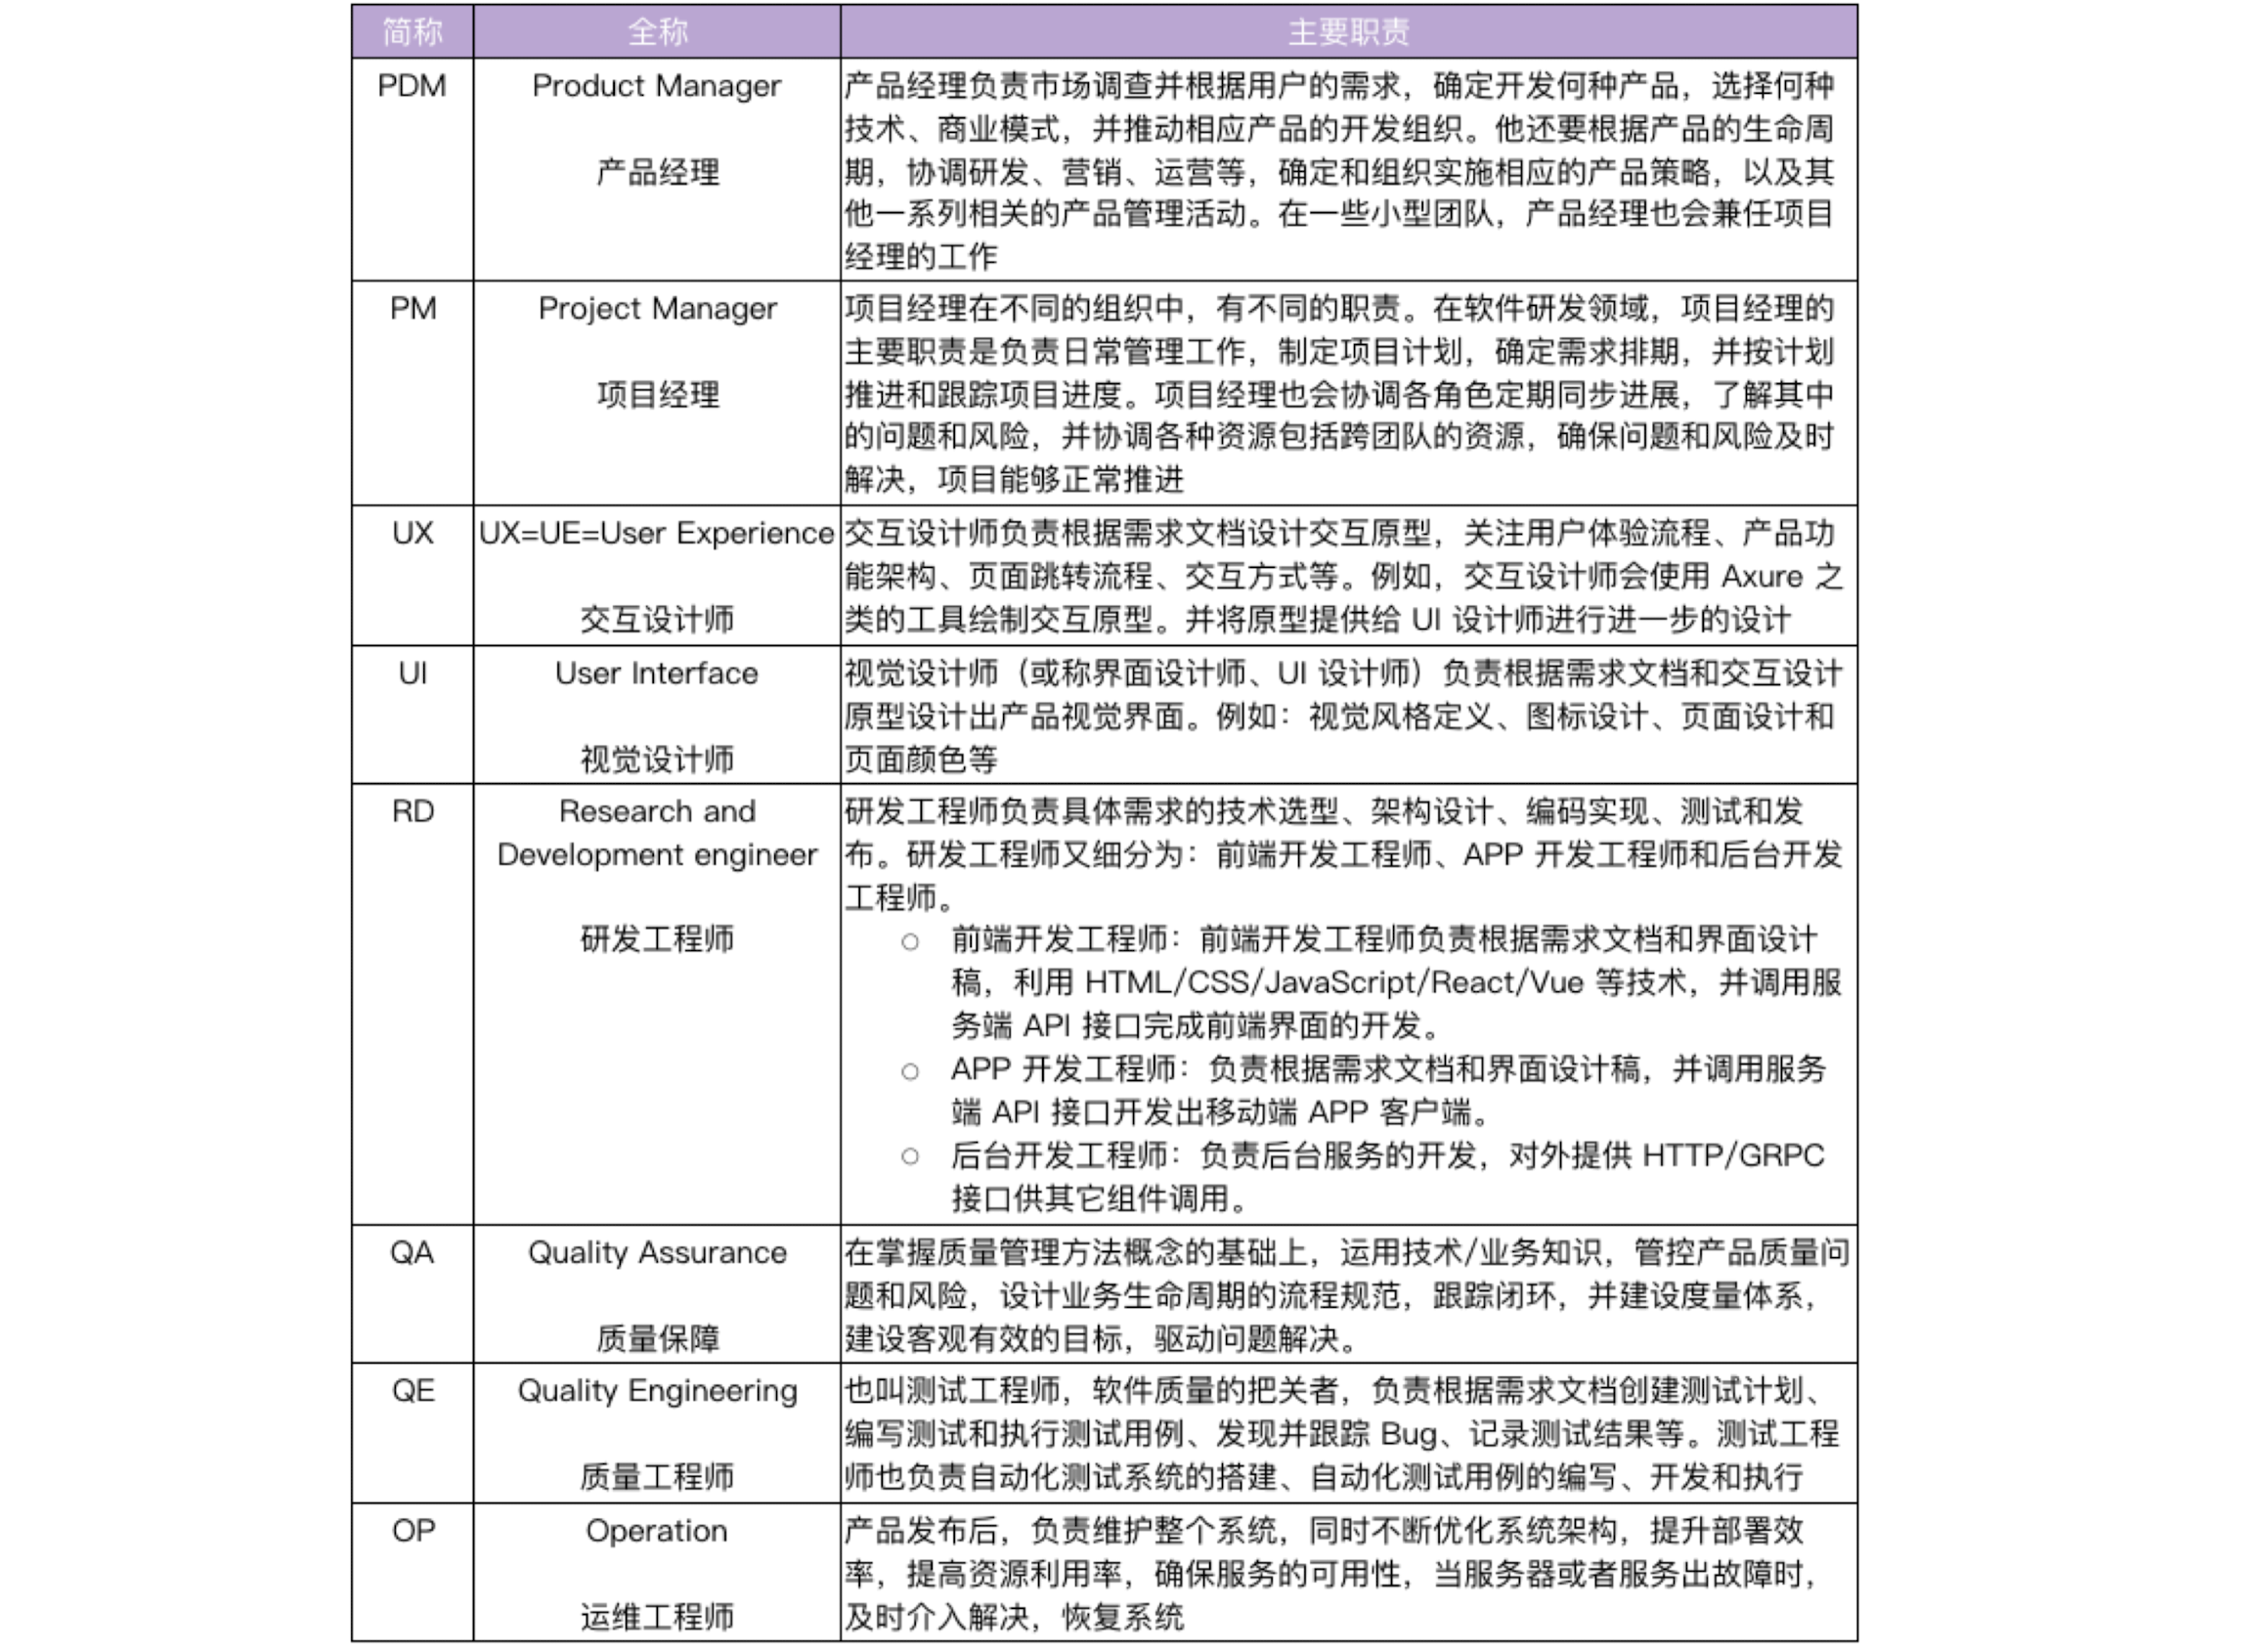 简称 全称 主要职责
PDM
Product Manager
产品经理
产品经理负责市场调查并根据用户的需求，确定开发何种产品，选择何种
技术、商业模式，并推动相应产品的开发组织。他还要根据产品的生命周
期，协调研发、营销、运营等，确定和组织实施相应的产品策略，以及其
他一系列相关的产品管理活动。在一些小型团队，产品经理也会兼任项目
经理的工作
PM
Project Manager
项目经理
项目经理在不同的组织中，有不同的职责。在软件研发领域，项目经理的
主要职责是负责日常管理工作，制定项目计划，确定需求排期，并按计划
推进和跟踪项目进度。项目经理也会协调各角色定期同步进展，了解其中
的问题和风险，并协调各种资源包括跨团队的资源，确保问题和风险及时
解决，项目能够正常推进
UX
UX=UE=User Experience
交互设计师
交互设计师负责根据需求文档设计交互原型，关注用户体验流程、产品功
能架构、页面跳转流程、交互方式等。例如，交互设计师会使用 Axure 之
类的工具绘制交互原型。并将原型提供给 UI 设计师进行进一步的设计
UI
User Interface
视觉设计师
视觉设计师（或称界面设计师、UI 设计师）负责根据需求文档和交互设计
原型设计出产品视觉界面。例如：视觉风格定义、图标设计、页面设计和
页面颜色等
RD
Research and
Development engineer
研发工程师
研发工程师负责具体需求的技术选型、架构设计、编码实现、测试和发
布。研发工程师又细分为：前端开发工程师、APP 开发工程师和后台开发
工程师。
○ 前端开发工程师：前端开发工程师负责根据需求文档和界面设计
稿，利用 HTML/CSS/JavaScript/React/Vue 等技术，并调用服
务端 API 接口完成前端界面的开发。
○ APP 开发工程师：负责根据需求文档和界面设计稿，并调用服务
端 API 接口开发出移动端 APP 客户端。
○ 后台开发工程师：负责后台服务的开发，对外提供 HTTP/GRPC
接口供其它组件调用。
QA
Quality Assurance
质量保障
在掌握质量管理方法概念的基础上，运用技术/业务知识，管控产品质量问
题和风险，设计业务生命周期的流程规范，跟踪闭环，并建设度量体系，
建设客观有效的目标，驱动问题解决。
QE
Quality Engineering
质量工程师
也叫测试工程师，软件质量的把关者，负责根据需求文档创建测试计划、
编写测试和执行测试用例、发现并跟踪 Bug、记录测试结果等。测试工程
师也负责自动化测试系统的搭建、自动化测试用例的编写、开发和执行
OP
Operation
运维工程师
产品发布后，负责维护整个系统，同时不断优化系统架构，提升部署效
率，提高资源利用率，确保服务的可用性，当服务器或者服务出故障时，
及时介入解决，恢复系统